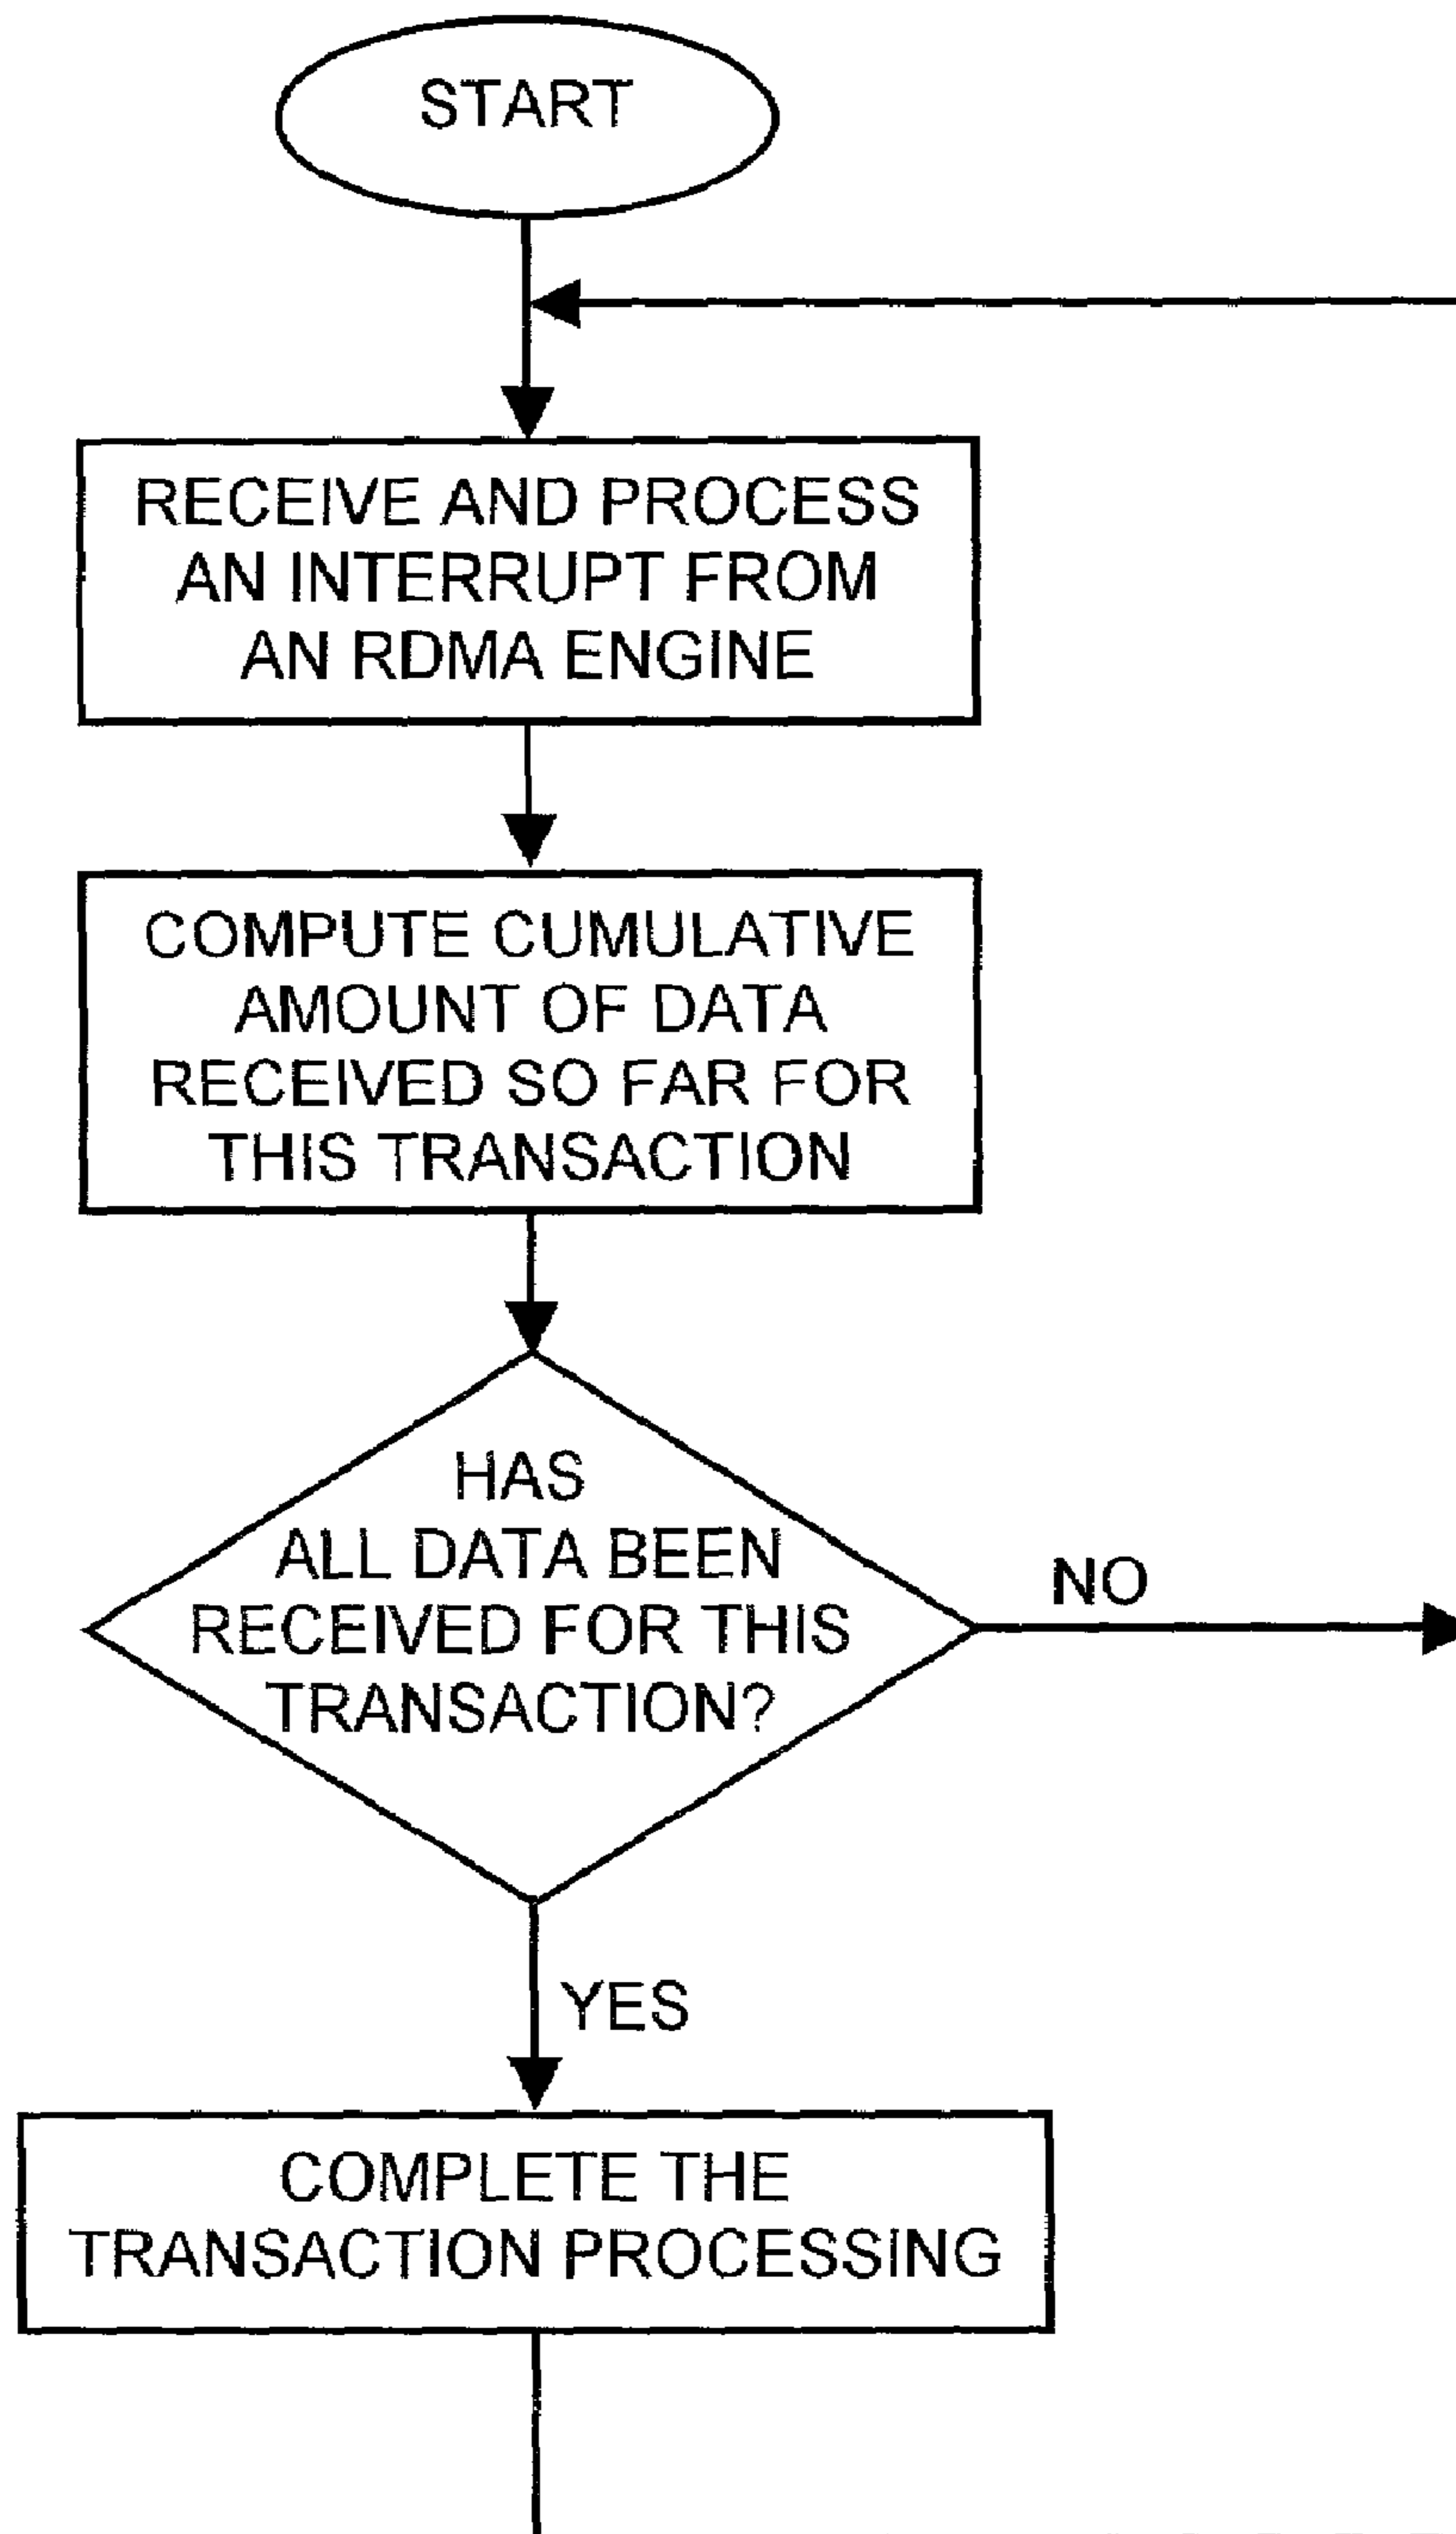 START
RECEIVE AND PROCESS
AN INTERRUPT FROM
AN RDMA ENGINE
COMPUTE CUMULATIVE
AMOUNT OF DATA
RECEIVED SO FAR FOR
THIS TRANSACTION
HAS
ALL DATA BEEN
RECEIVED FOR THIS
TRANSACTION?
NO
YES
COMPLETE THE
TRANSACTION PROCESSING